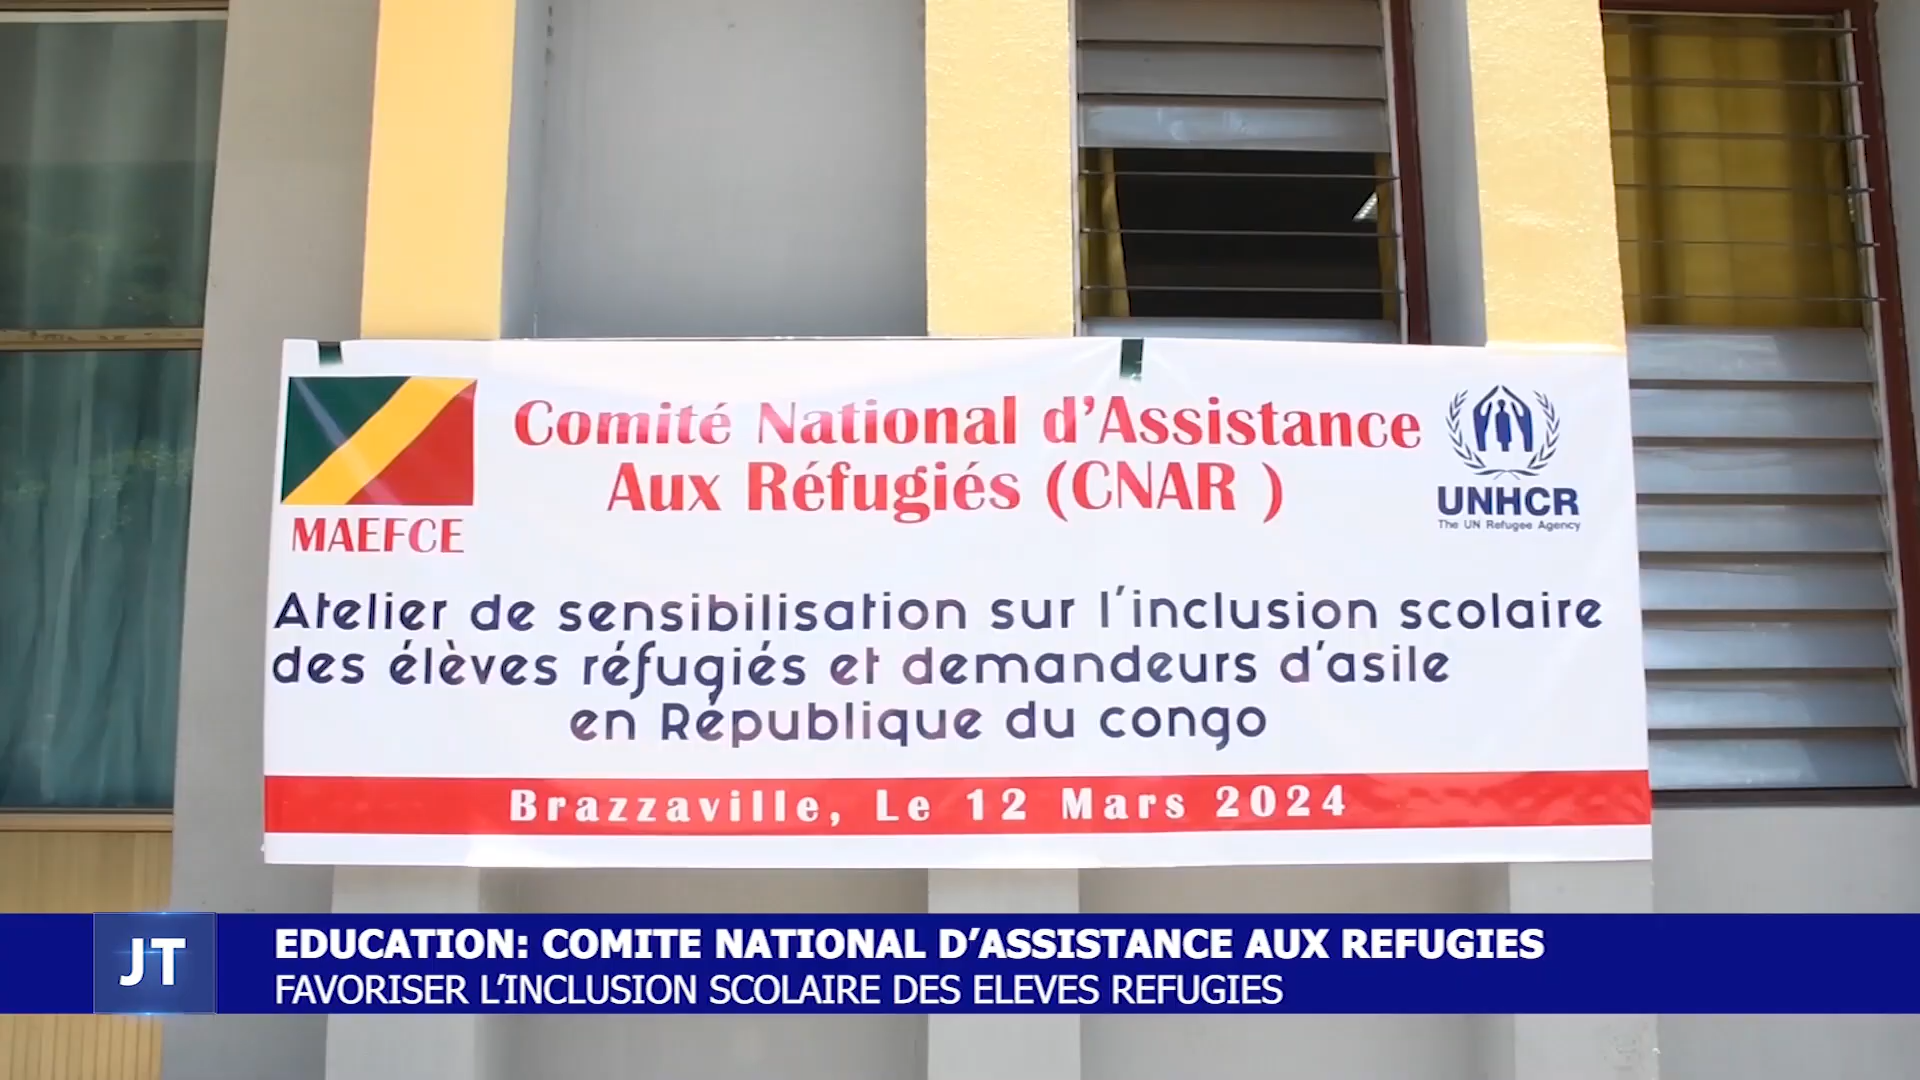 MAEFCE
Comité National d'Assistance
Aux Réfugiés (CNAR )
UNHCR
The UN Refugee Agency
Atelier de sensibilisation sur l'inclusion scolaire
des élèves réfugiés et demandeurs d'asile
en République du congo
Brazzaville, Le 12 Mars 2024
JT
EDUCATION: COMITE NATIONAL D'ASSISTANCE AUX REFUGIES
FAVORISER L'INCLUSION SCOLAIRE DES ELEVES REFUGIES